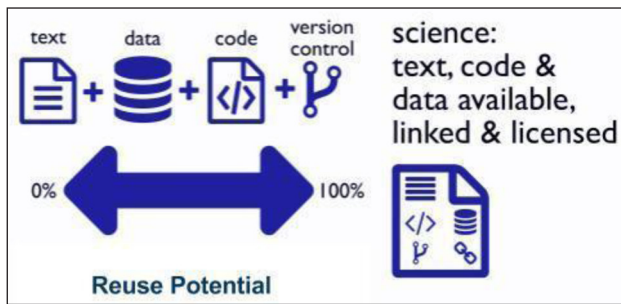 text
data
code
version
control
+
+
+
</>
0%
100%
Reuse Potential
science:
text, code &
data available,
linked & licensed
</>